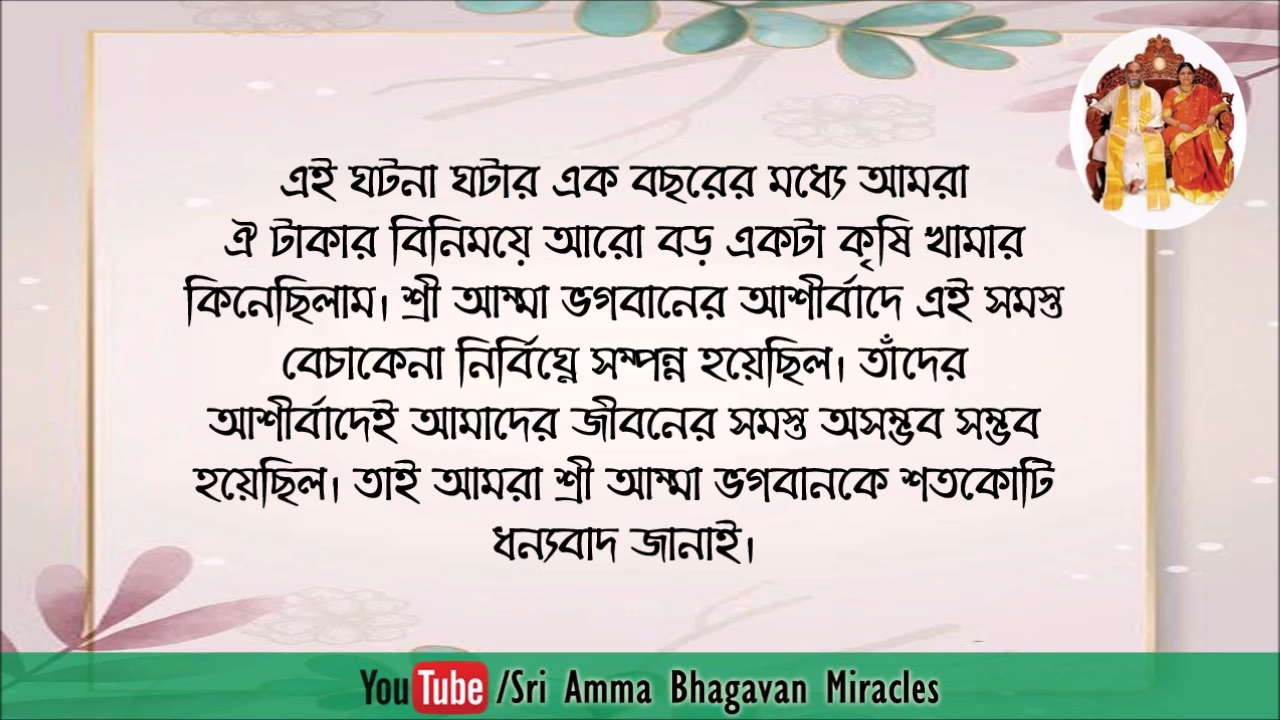 এই ঘটনা ঘটার এক বছরের মধ্যে আমরা
ঐ টাকার বিনিময়ে আরো বড় একটা কৃষি খামার
কিনেছিলাম। শ্রী আম্মা ভগবানের আশীর্বাদে এই সমস্ত
বেচাকেনা নির্বিঘ্নে সম্পন্ন হয়েছিল। তাঁদের
আশীর্বাদেই আমাদের জীবনের সমস্ত অসম্ভব সম্ভব
হয়েছিল। তাই আমরা শ্রী আম্মা ভগবানকে শতকোটি
ধন্যবাদ জানাই।
YouTube /Sri Amma Bhagavan Miracles